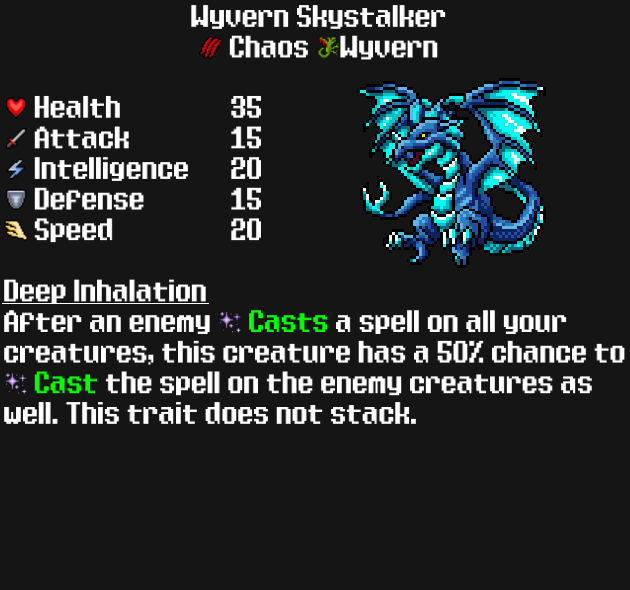 Wyvern Skystalker
Chaos Wyvern
Health 35
Attack 15
Intelligence 20
Defense 15
Speed 20
Deep Inhalation
After an enemy Casts a spell on all your
creatures, this creature has a 50% chance to
Cast the spell on the enemy creatures as
well. This trait does not stack.